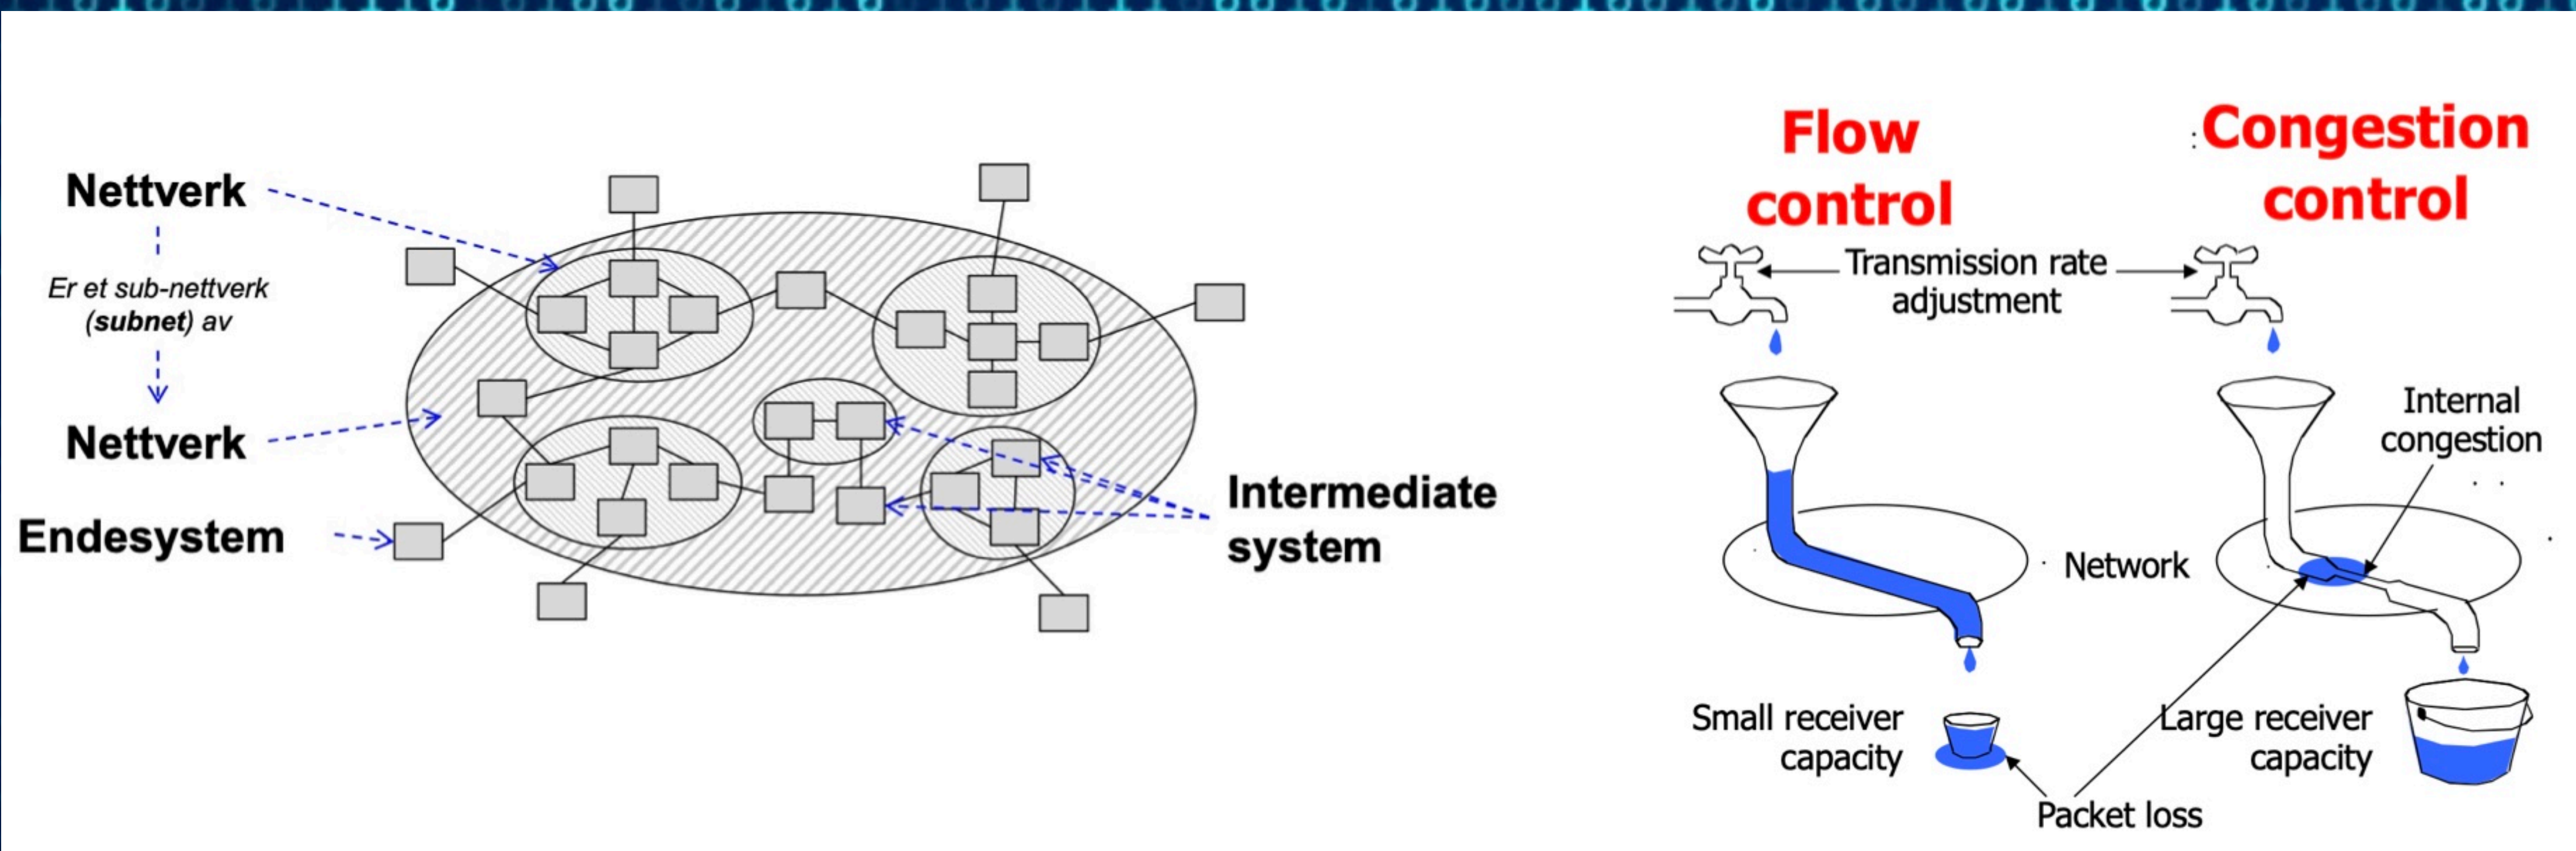 Nettverk
Er et sub-nettverk
(subnet) av
Nettverk
Endesystem
Intermediate
system
Flow
control
:Congestion
control
Transmission rate
adjustment
Internal
congestion
Network
Small receiver
capacity
Large receiver
capacity
Packet loss